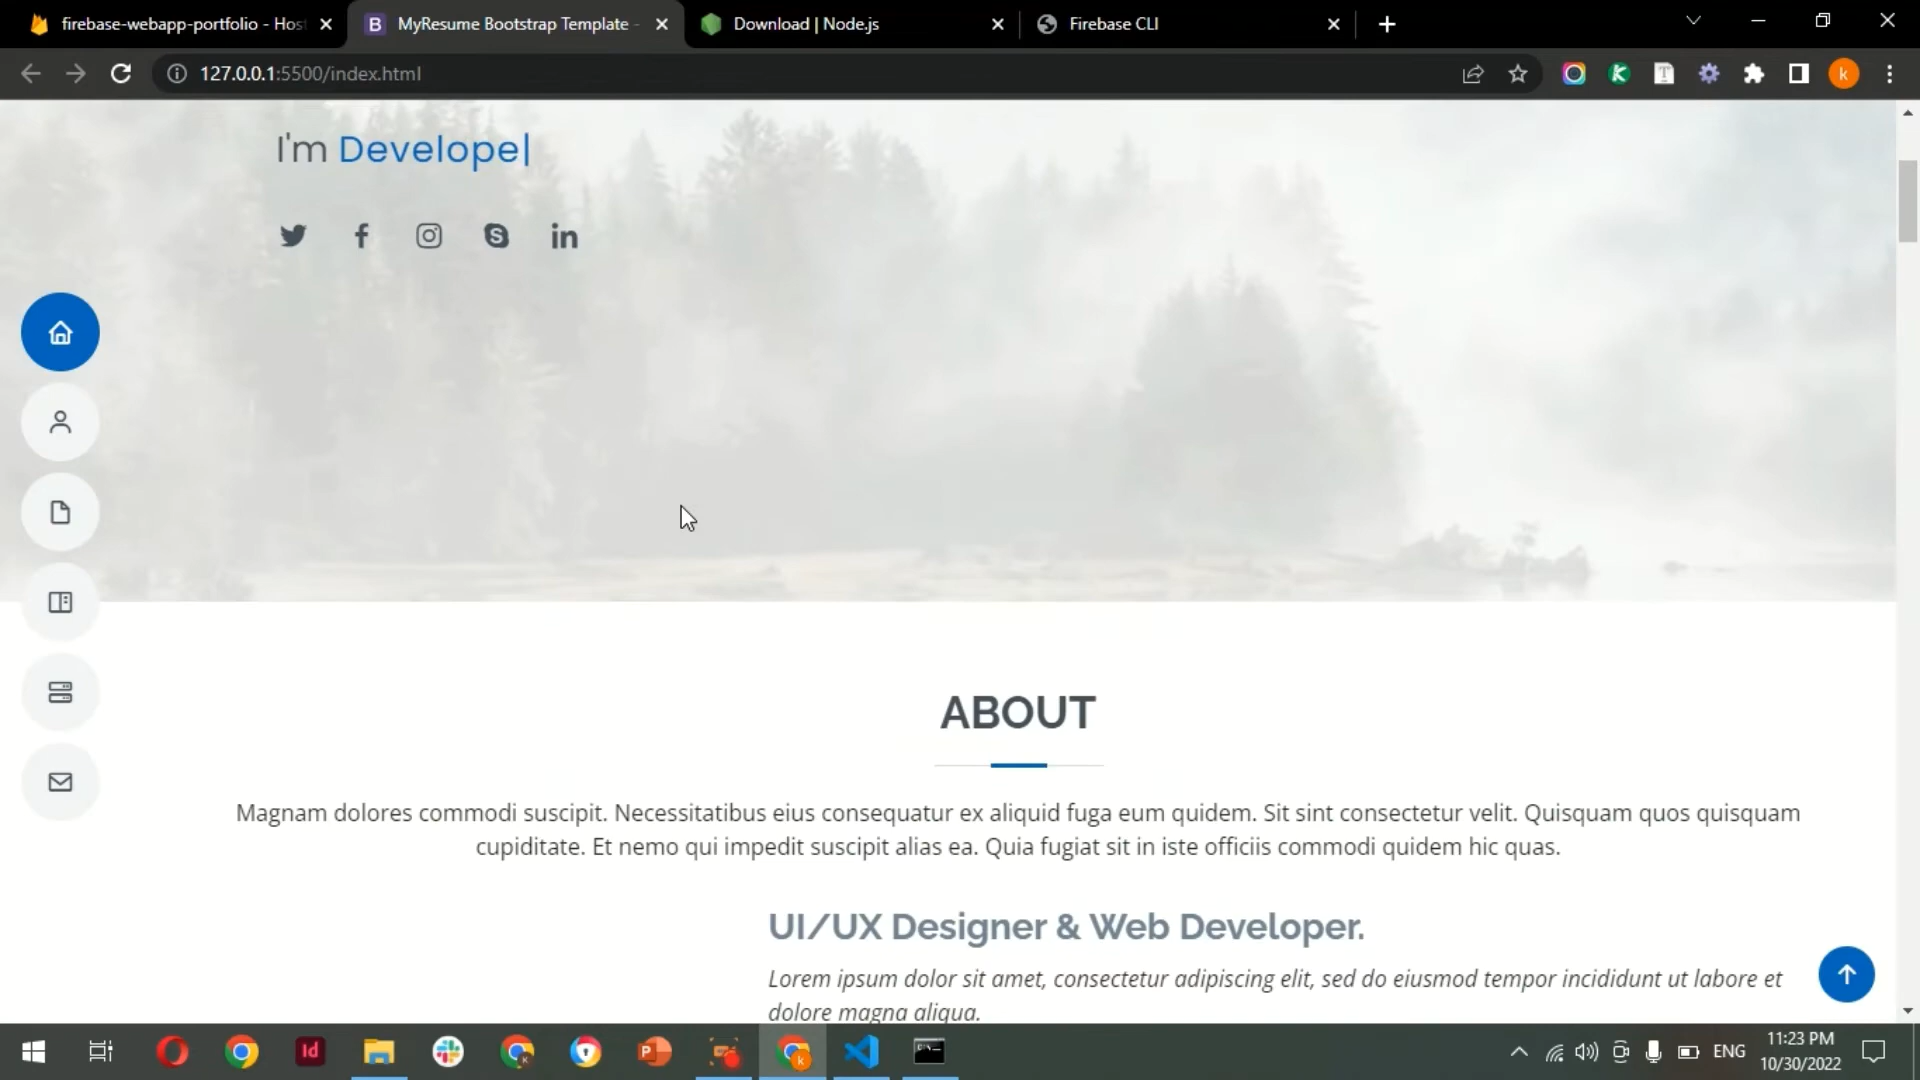 firebase-webapp-portfolio - Host
MyResume Bootstrap Template -
Download | Node.js
Firebase CLI
127.0.0.1:5500/index.html
k
I'm Develope|
ABOUT
Magnam dolores commodi suscipit. Necessitatibus eius consequatur ex aliquid fuga eum quidem. Sit sint consectetur velit. Quisquam quos quisquam
cupiditate. Et nemo qui impedit suscipit alias ea. Quia fugiat sit in iste officiis commodi quidem hic quas.
UI/UX Designer & Web Developer.
Lorem ipsum dolor sit amet, consectetur adipiscing elit, sed do eiusmod tempor incididunt ut labore et
dolore magna aliqua.
ENG
11:23 PM
10/30/2022